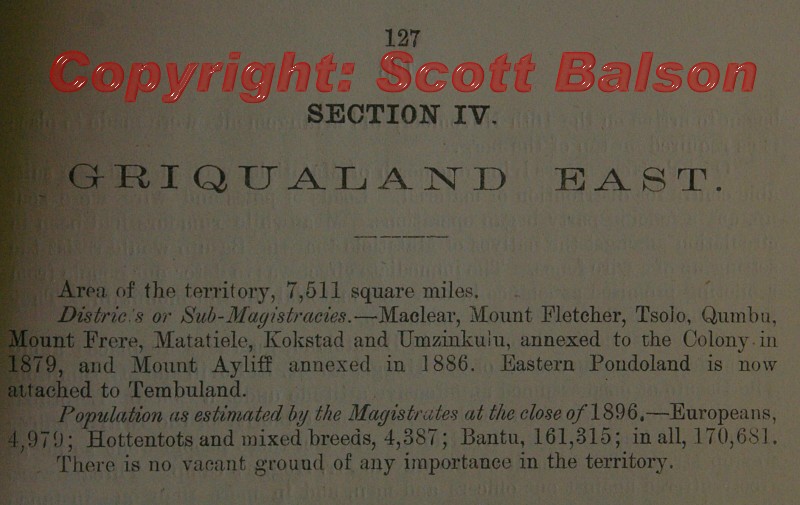 127
Copyright: Scott Balson
SECTION IV.
GRIQUALAND EAST.
Area of the territory, 7,511 square miles.
Distric's or Sub-Magistracies.—Maclear, Mount Fletcher, Tsolo, Qumbu,
Mount Frere, Matatiele, Kokstad and Umzinkulu, annexed to the Colony in
1879, and Mount Ayliff annexed in 1886. Eastern Pondoland is now
attached to Tembuland.
Population as estimated by the Magistrates at the close of 1896.—Europeans,
4,979; Hottentots and mixed breeds, 4,387; Bantu, 161,315; in all, 170,681.
There is no vacant ground of any importance in the territory.